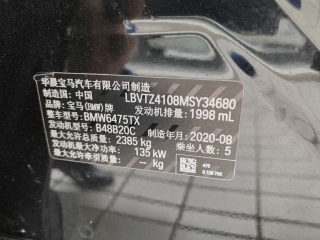 华晨宝马汽车有限公司制造
制造国: 中国 LBVTZ4108MSY34680
品牌: 宝马(BMW)牌 发动机排量: 1998 mL
整车型号: BMW6475TX
发动机型号: B48B20C 制造年月: 2020-08
最大允许总质量: 2385 kg 乘坐人数: 5
发动机最大净功率: 135 kW
最大允许牵引质量: -- kg
475